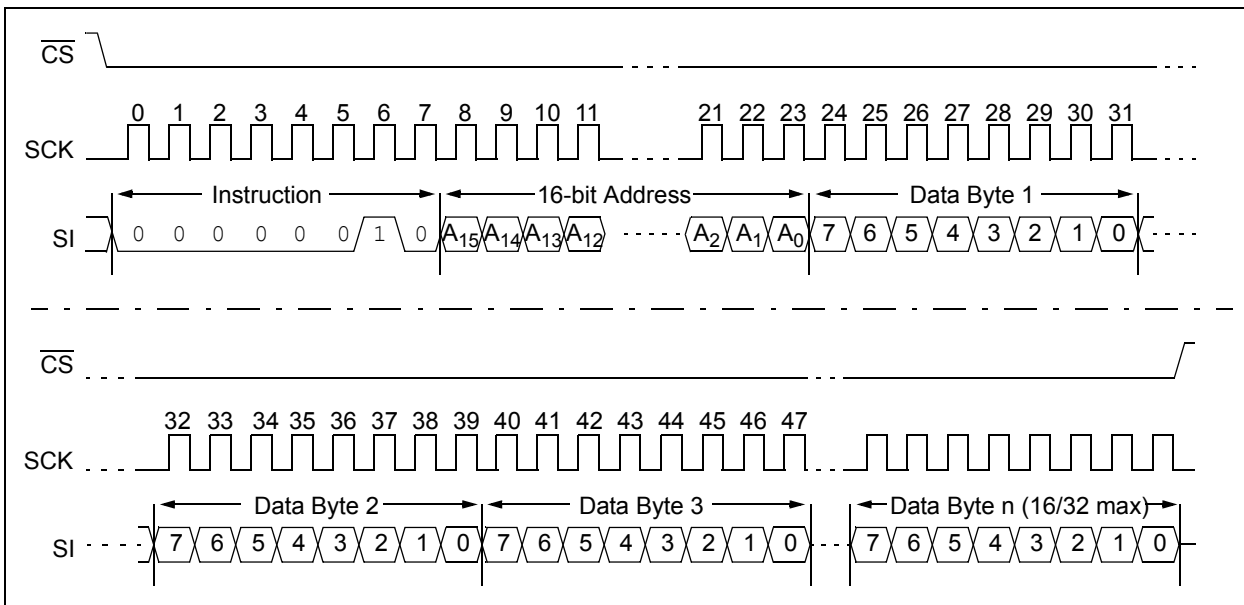 CS
0 1 2 3 4 5 6 7 8 9 10 11 21 22 23 24 25 26 27 28 29 30 31
SCK
Instruction 16-bit Address Data Byte 1
SI 0 0 0 0 0 0 1 0 A15 A14 A13 A12 A2 A1 A0 7 6 5 4 3 2 1 0
CS
32 33 34 35 36 37 38 39 40 41 42 43 44 45 46 47
SCK
Data Byte 2 Data Byte 3 Data Byte n (16/32 max)
SI 7 6 5 4 3 2 1 0 7 6 5 4 3 2 1 0 7 6 5 4 3 2 1 0